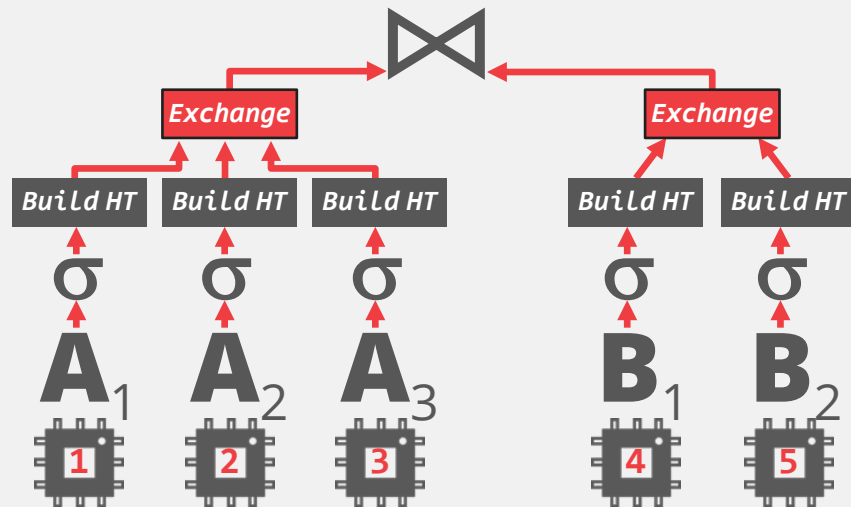 Exchange Exchange
Build HT Build HT Build HT Build HT Build HT
σ σ σ σ σ
A1 A2 A3 B1 B2
1 2 3 4 5